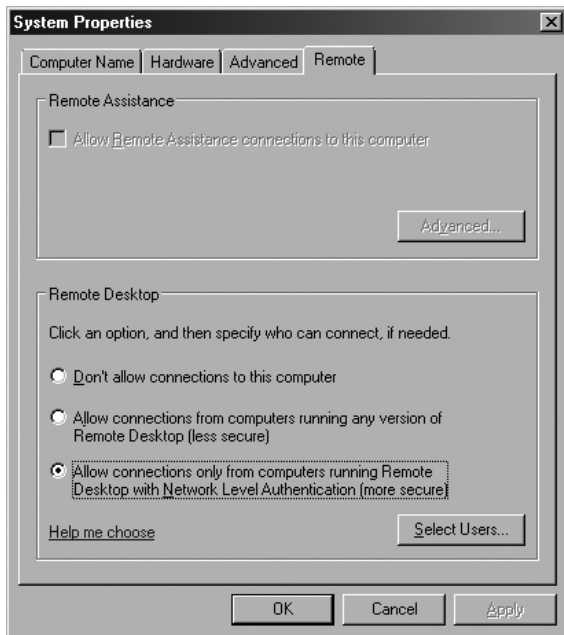 System Properties
Computer Name Hardware Advanced Remote
Remote Assistance
Allow Remote Assistance connections to this computer
Advanced...
Remote Desktop
Click an option, and then specify who can connect, if needed.
Don't allow connections to this computer
Allow connections from computers running any version of
Remote Desktop (less secure)
Allow connections only from computers running Remote
Desktop with Network Level Authentication (more secure)
Help me choose
Select Users...
OK Cancel Apply